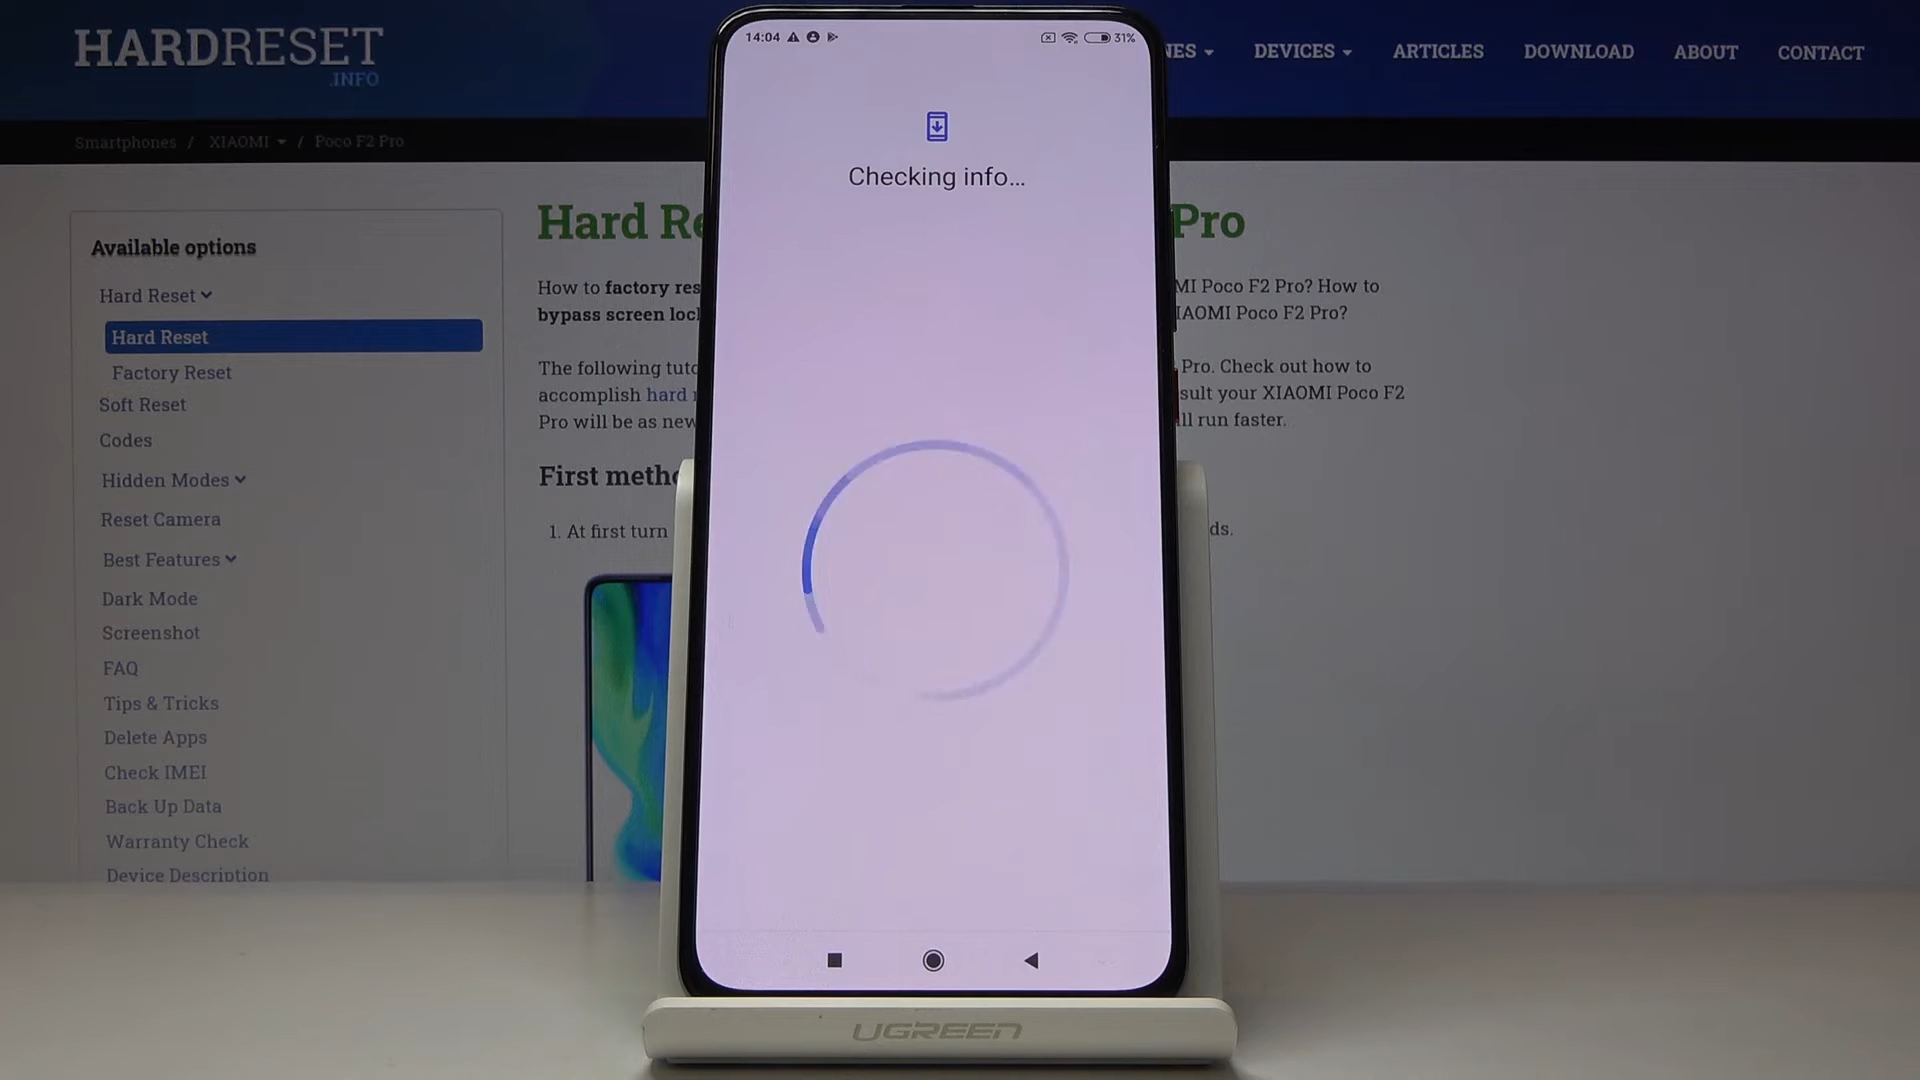 HARDRESET
.INFO
DEVICES
ARTICLES
DOWNLOAD
ABOUT
CONTACT
Smartphones / XIAOMI / Poco F2 Pro
14:04
31%
Checking info...
Available options
Hard Reset
Hard Reset
Factory Reset
Soft Reset
Codes
Hidden Modes
Reset Camera
Best Features
Dark Mode
Screenshot
FAQ
Tips & Tricks
Delete Apps
Check IMEI
Back Up Data
Warranty Check
Device Description
Hard Re Pro
How to factory res MI Poco F2 Pro? How to
bypass screen loc IAOMI Poco F2 Pro?
The following tuto Pro. Check out how to
accomplish hard r sult your XIAOMI Poco F2
Pro will be as new ll run faster.
First metho
1. At first turn ds.
UGREEN